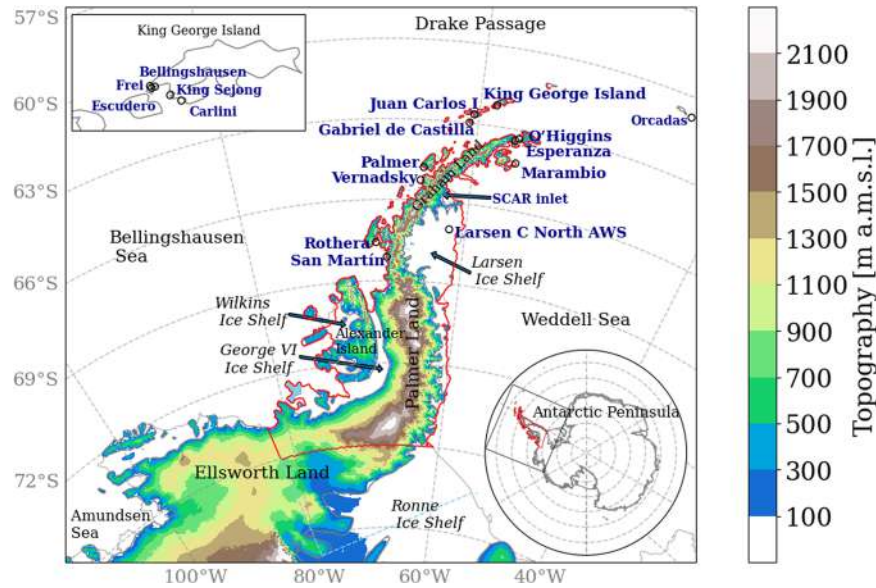 57°S
60°S
63°S
66°S
69°S
72°S
Drake Passage
King George Island
Bellingshausen
Frei
King Sejong
Escudero
Carlini
Juan Carlos I
King George Island
Gabriel de Castilla
Orcadas
O'Higgins
Esperanza
Palmer
Vernadsky
Graham Land
Marambio
SCAR inlet
Bellingshausen
Sea
Rothera
San Martín
Larsen C North AWS
Larsen
Ice Shelf
Wilkins
Ice Shelf
Alexander
Island
Weddell Sea
George VI
Ice Shelf
Palmer Land
Antarctic Peninsula
Ellsworth Land
Ronne
Ice Shelf
Amundsen
Sea
100°W
80°W
60°W
40°W
2100
1900
1700
1500
1300
1100
900
700
500
300
100
Topography [m a.m.s.l.]